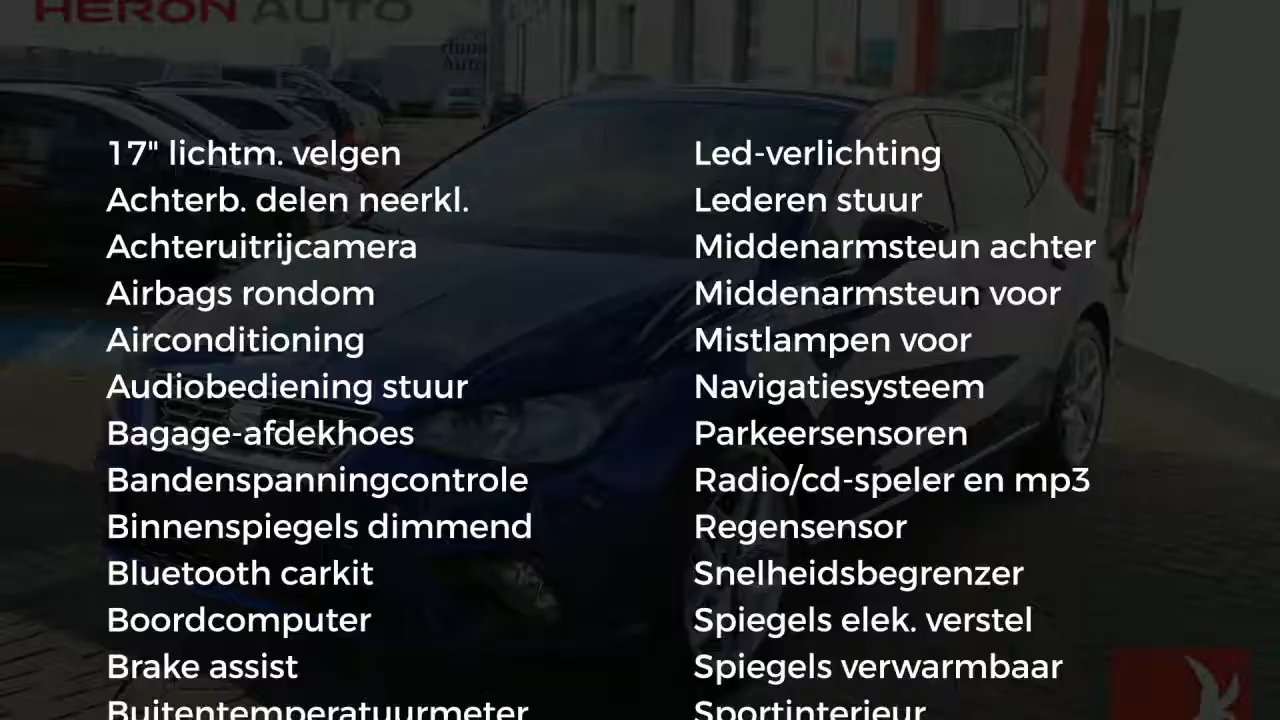 HERON AUTO
17" lichtm. velgen
Achterb. delen neerkl.
Achteruitrijcamera
Airbags rondom
Airconditioning
Audiobediening stuur
Bagage-afdekhoes
Bandenspanningcontrole
Binnenspiegels dimmend
Bluetooth carkit
Boordcomputer
Brake assist
Buitentemperatuurmeter
Led-verlichting
Lederen stuur
Middenarmsteun achter
Middenarmsteun voor
Mistlampen voor
Navigatiesysteem
Parkeersensoren
Radio/cd-speler en mp3
Regensensor
Snelheidsbegrenzer
Spiegels elek. verstel
Spiegels verwarmbaar
Sportinterieur